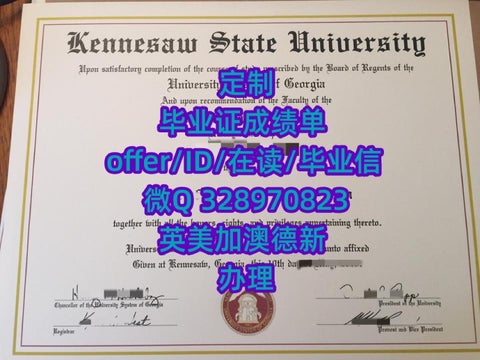 Kennesaw State University
Upon satisfactory completion of the course of study prescribed by the Board of Regents of the
University of Georgia
定制
And upon recommendation of the Faculty of the
毕业证成绩单
offer/ID/在读/毕业信
微Q 328970823
together with all the honors, rights, and privileges appertaining thereto.
英美加澳德新
Univers unto affixed
Given at Kennesaw, Georgia, this 10th day
办理
Chancellor of the University System of Georgia
President of the University
Registrar
Provost and Vice President